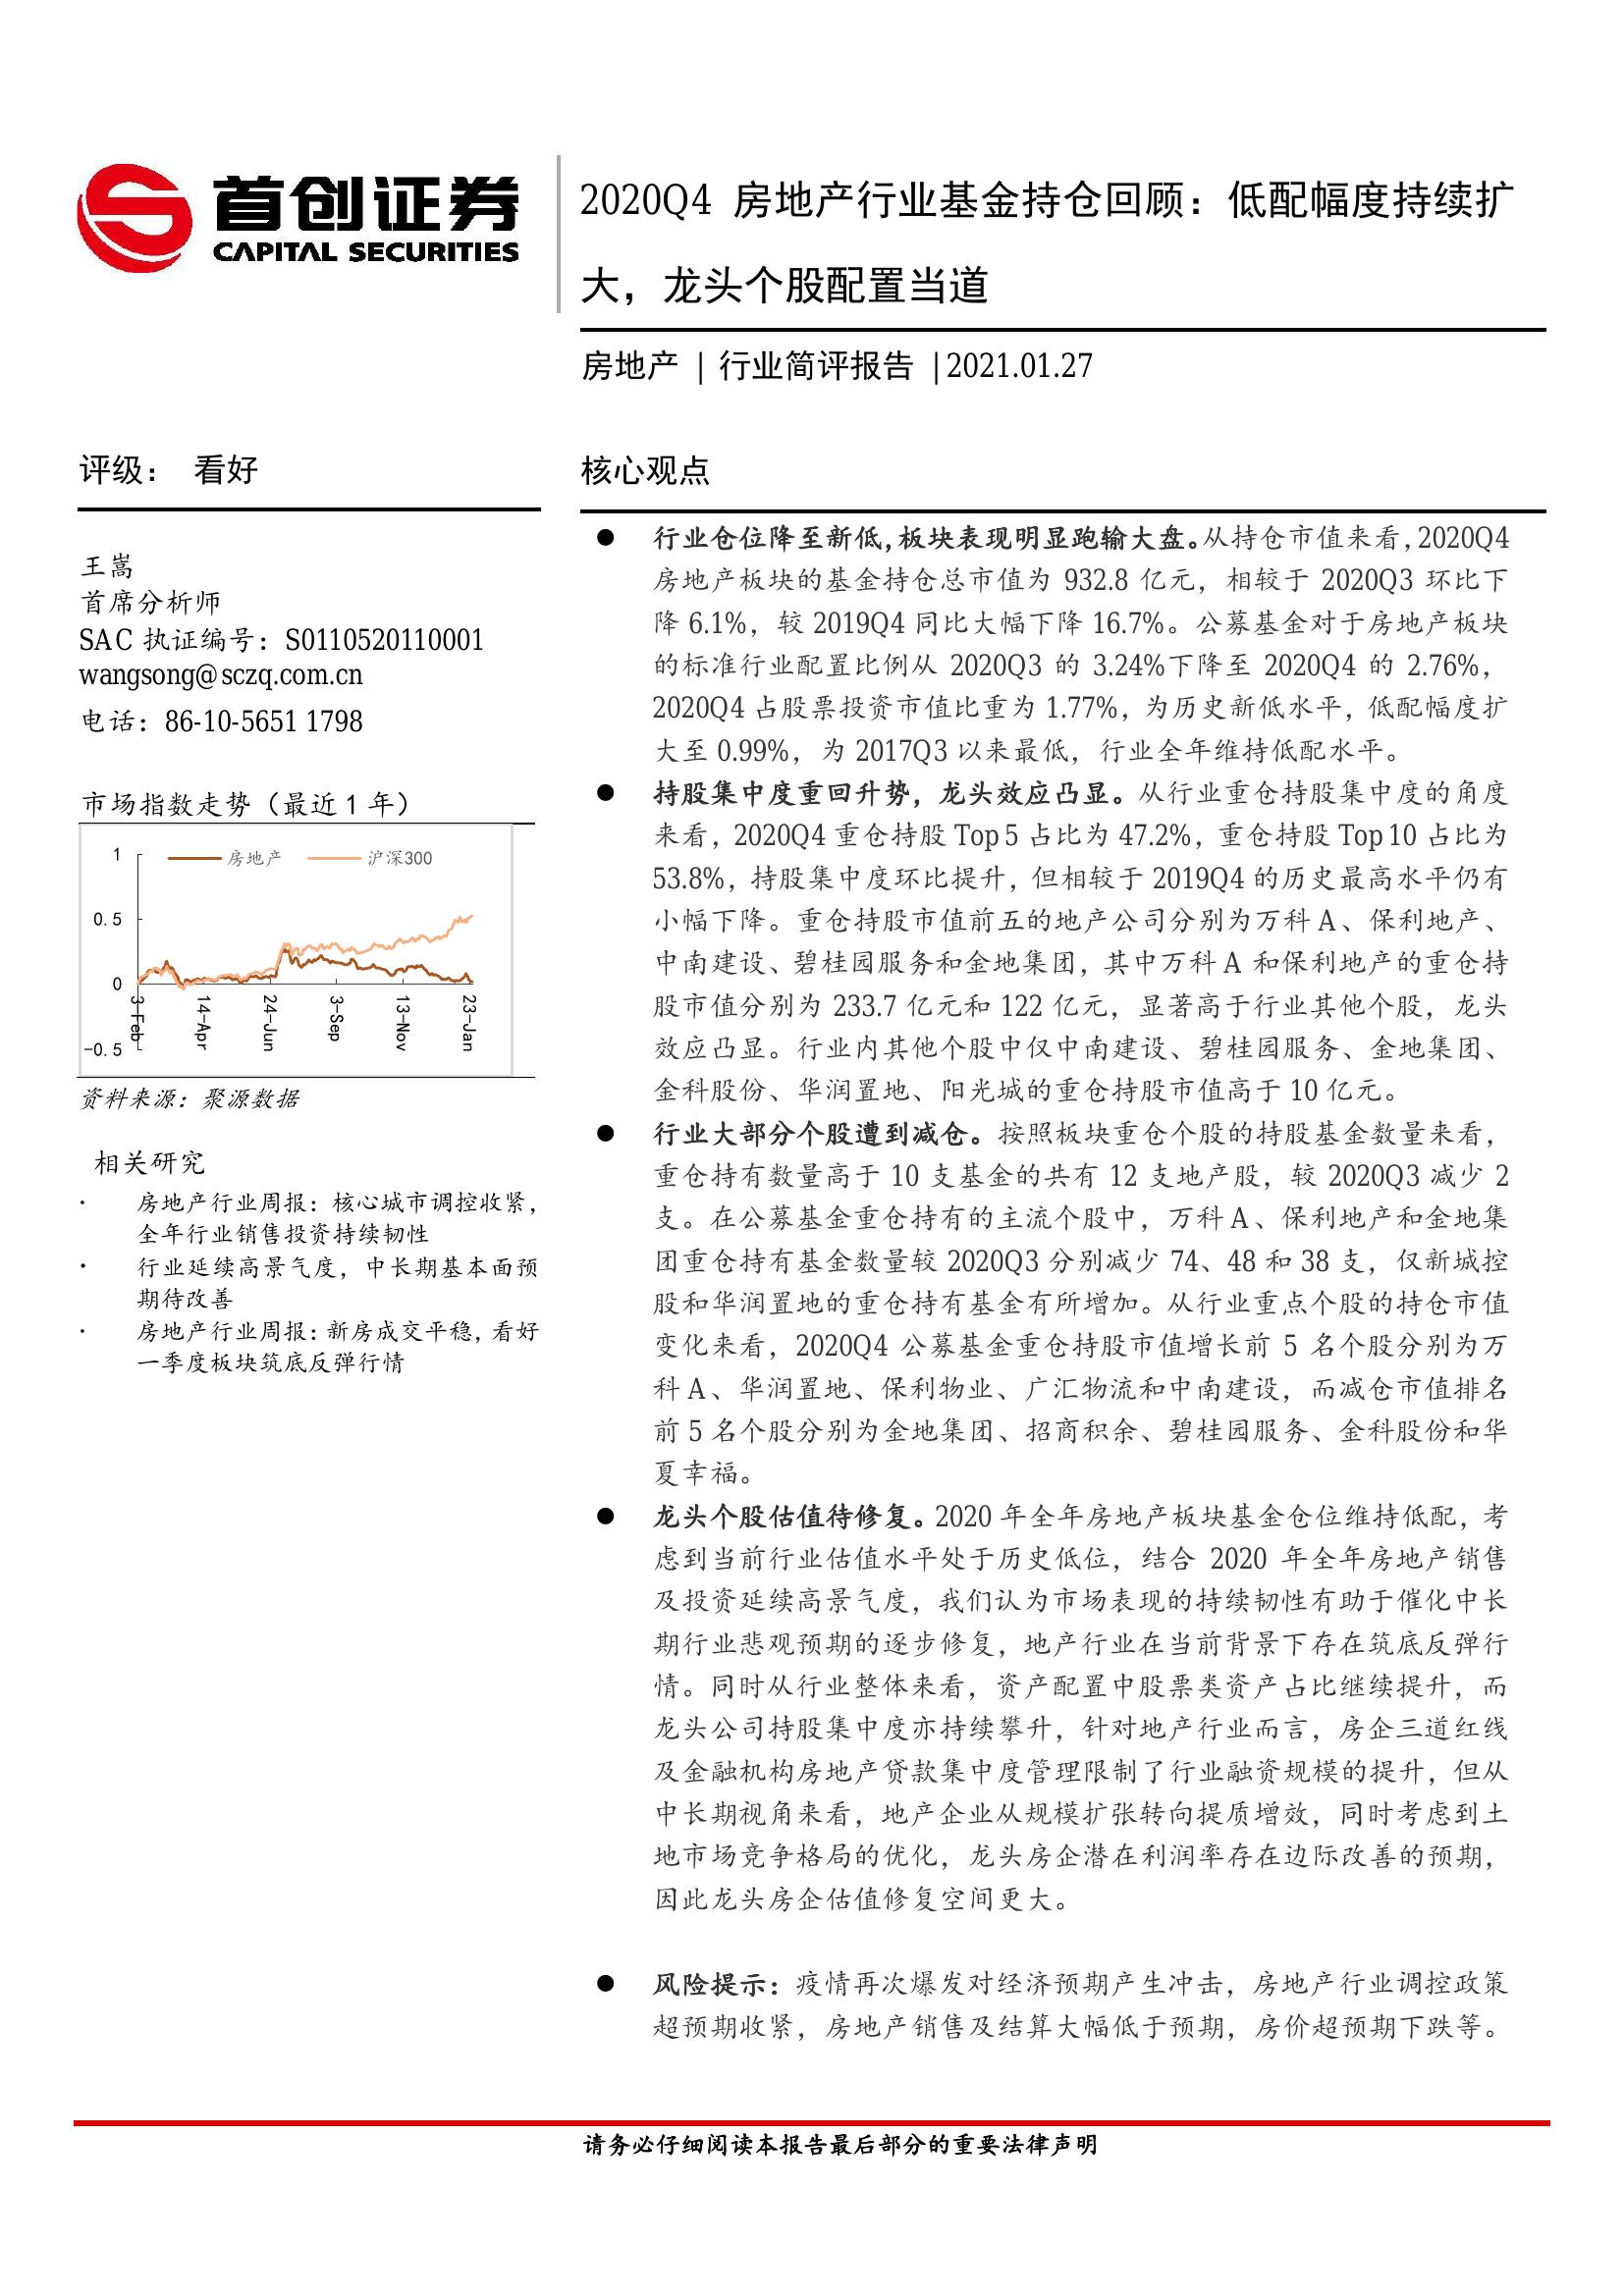 首创证券
CAPITAL SECURITIES
2020Q4 房地产行业基金持仓回顾：低配幅度持续扩
大，龙头个股配置当道
房地产 | 行业简评报告 |2021.01.27
评级： 看好
王嵩
首席分析师
SAC 执证编号：S0110520110001
wangsong@sczq.com.cn
电话：86-10-5651 1798
市场指数走势（最近 1 年）
房地产 沪深300
1
0.5
0
-0.5
3-Feb 14-Apr 24-Jun 3-Sep 13-Nov 23-Jan
资料来源：聚源数据
相关研究
· 房地产行业周报：核心城市调控收紧，
全年行业销售投资持续韧性
· 行业延续高景气度，中长期基本面预
期待改善
· 房地产行业周报：新房成交平稳，看好
一季度板块筑底反弹行情
核心观点
● 行业仓位降至新低，板块表现明显跑输大盘。从持仓市值来看，2020Q4
房地产板块的基金持仓总市值为 932.8 亿元，相较于 2020Q3 环比下
降 6.1%，较 2019Q4 同比大幅下降 16.7%。公募基金对于房地产板块
的标准行业配置比例从 2020Q3 的 3.24%下降至 2020Q4 的 2.76%，
2020Q4 占股票投资市值比重为 1.77%，为历史新低水平，低配幅度扩
大至 0.99%，为 2017Q3 以来最低，行业全年维持低配水平。
● 持股集中度重回升势，龙头效应凸显。从行业重仓持股集中度的角度
来看，2020Q4 重仓持股 Top 5 占比为 47.2%，重仓持股 Top 10 占比为
53.8%，持股集中度环比提升，但相较于 2019Q4 的历史最高水平仍有
小幅下降。重仓持股市值前五的地产公司分别为万科 A、保利地产、
中南建设、碧桂园服务和金地集团，其中万科 A 和保利地产的重仓持
股市值分别为 233.7 亿元和 122 亿元，显著高于行业其他个股，龙头
效应凸显。行业内其他个股中仅中南建设、碧桂园服务、金地集团、
金科股份、华润置地、阳光城的重仓持股市值高于 10 亿元。
● 行业大部分个股遭到减仓。按照板块重仓个股的持股基金数量来看，
重仓持有数量高于 10 支基金的共有 12 支地产股，较 2020Q3 减少 2
支。在公募基金重仓持有的主流个股中，万科 A、保利地产和金地集
团重仓持有基金数量较 2020Q3 分别减少 74、48 和 38 支，仅新城控
股和华润置地的重仓持有基金有所增加。从行业重点个股的持仓市值
变化来看，2020Q4 公募基金重仓持股市值增长前 5 名个股分别为万
科 A、华润置地、保利物业、广汇物流和中南建设，而减仓市值排名
前 5 名个股分别为金地集团、招商积余、碧桂园服务、金科股份和华
夏幸福。
● 龙头个股估值待修复。2020 年全年房地产板块基金仓位维持低配，考
虑到当前行业估值水平处于历史低位，结合 2020 年全年房地产销售
及投资延续高景气度，我们认为市场表现的持续韧性有助于催化中长
期行业悲观预期的逐步修复，地产行业在当前背景下存在筑底反弹行
情。同时从行业整体来看，资产配置中股票类资产占比继续提升，而
龙头公司持股集中度亦持续攀升，针对地产行业而言，房企三道红线
及金融机构房地产贷款集中度管理限制了行业融资规模的提升，但从
中长期视角来看，地产企业从规模扩张转向提质增效，同时考虑到土
地市场竞争格局的优化，龙头房企潜在利润率存在边际改善的预期，
因此龙头房企估值修复空间更大。
● 风险提示：疫情再次爆发对经济预期产生冲击，房地产行业调控政策
超预期收紧，房地产销售及结算大幅低于预期，房价超预期下跌等。
请务必仔细阅读本报告最后部分的重要法律声明